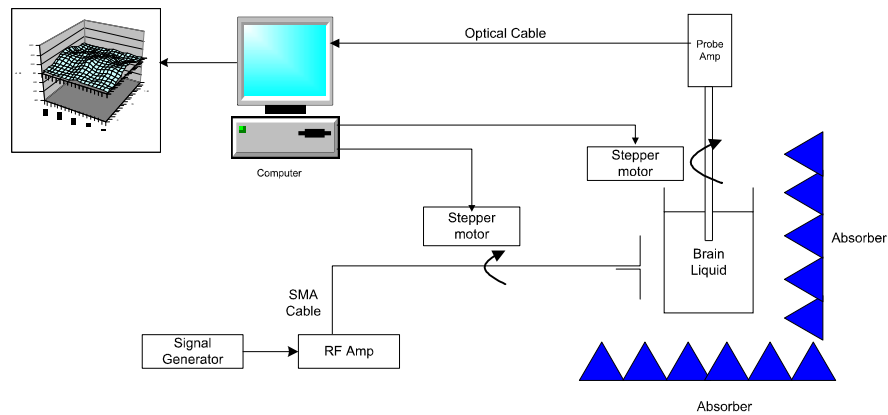 Optical Cable
Probe
Amp
Computer
Stepper
motor
Stepper
motor
Absorber
Brain
Liquid
SMA
Cable
Signal
Generator
RF Amp
Absorber